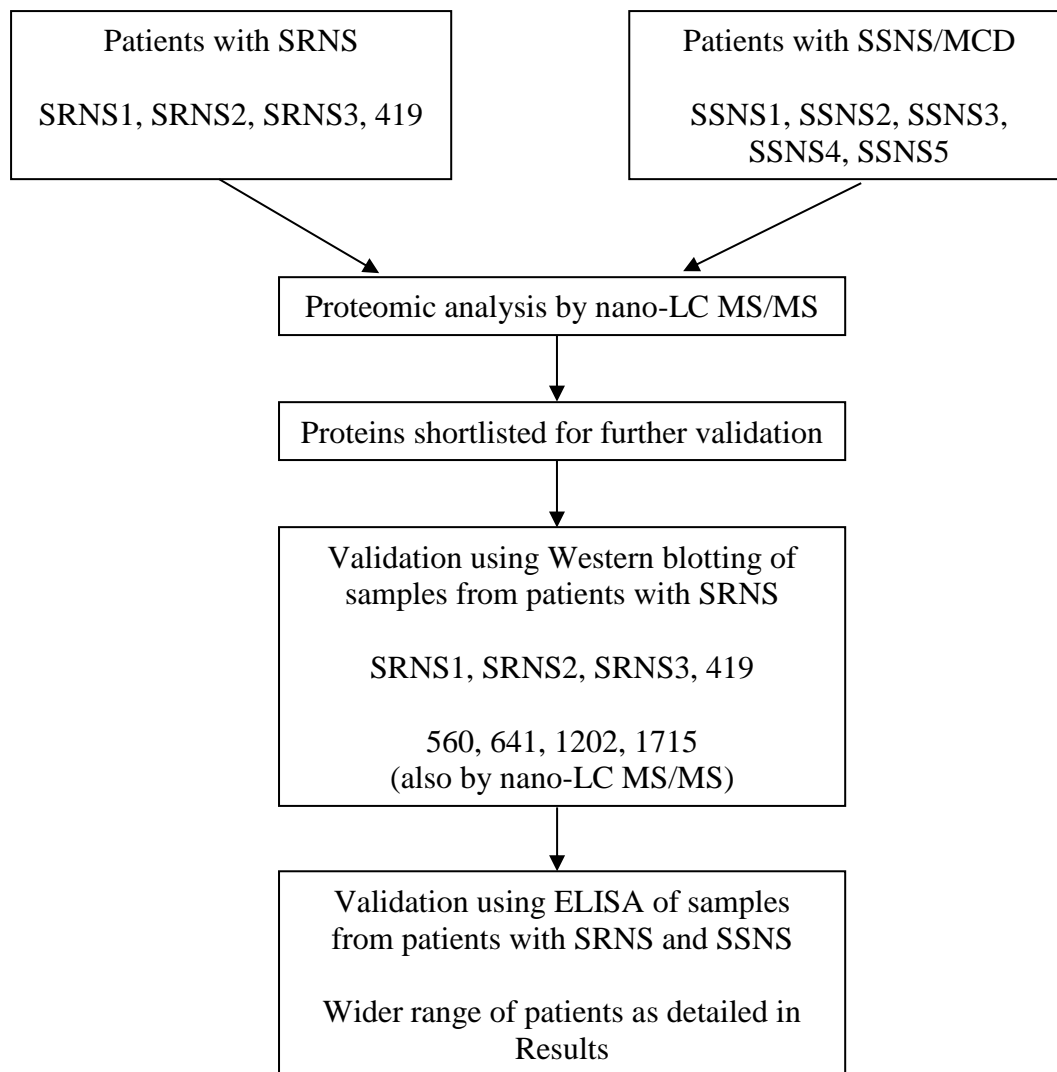 Patients with SRNS
SRNS1, SRNS2, SRNS3, 419
Patients with SSNS/MCD
SSNS1, SSNS2, SSNS3,
SSNS4, SSNS5
Proteomic analysis by nano-LC MS/MS
Proteins shortlisted for further validation
Validation using Western blotting of
samples from patients with SRNS
SRNS1, SRNS2, SRNS3, 419
560, 641, 1202, 1715
(also by nano-LC MS/MS)
Validation using ELISA of samples
from patients with SRNS and SSNS
Wider range of patients as detailed in
Results